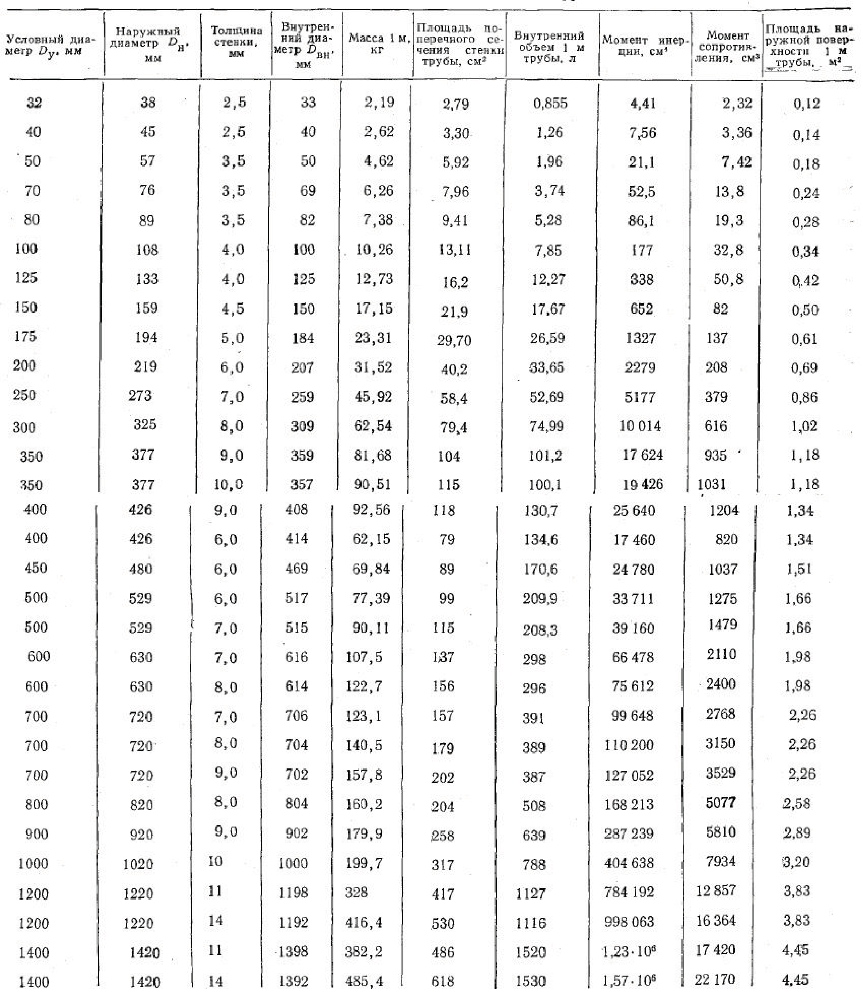 Условный диаметр Dу, мм | Наружный диаметр Dн, мм | Толщина стенки, мм | Внутренний диаметр Dвн, мм | Масса 1 м, кг | Площадь поперечного сечения стенки трубы, см² | Внутренний объем 1 м трубы, л | Момент инерции, см⁴ | Момент сопротивления, см³ | Площадь наружной поверхности 1 м трубы, м²
32 38 2,5 33 2,19 2,79 0,855 4,41 2,32 0,12
40 45 2,5 40 2,62 3,30 1,26 7,56 3,36 0,14
50 57 3,5 50 4,62 5,92 1,96 21,1 7,42 0,18
70 76 3,5 69 6,26 7,96 3,74 52,5 13,8 0,24
80 89 3,5 82 7,38 9,41 5,28 86,1 19,3 0,28
100 108 4,0 100 10,26 13,11 7,85 177 32,8 0,34
125 133 4,0 125 12,73 16,2 12,27 338 50,8 0,42
150 159 4,5 150 17,15 21,9 17,67 652 82 0,50
175 194 5,0 184 23,31 29,70 26,59 1327 137 0,61
200 219 6,0 207 31,52 40,2 33,65 2279 208 0,69
250 273 7,0 259 45,92 58,4 52,69 5177 379 0,86
300 325 8,0 309 62,54 79,4 74,99 10 014 616 1,02
350 377 9,0 359 81,68 104 101,2 17 624 935 1,18
350 377 10,0 357 90,51 115 100,1 19 426 1031 1,18
400 426 9,0 408 92,56 118 130,7 25 640 1204 1,34
400 426 6,0 414 62,15 79 134,6 17 460 820 1,34
450 480 6,0 469 69,84 89 170,6 24 780 1037 1,51
500 529 6,0 517 77,39 99 209,9 33 711 1275 1,66
500 529 7,0 515 90,11 115 208,3 39 160 1479 1,66
600 630 7,0 616 107,5 137 298 66 478 2110 1,98
600 630 8,0 614 122,7 156 296 75 612 2400 1,98
700 720 7,0 706 123,1 157 391 99 648 2768 2,26
700 720 8,0 704 140,5 179 389 110 200 3150 2,26
700 720 9,0 702 157,8 202 387 127 052 3529 2,26
800 820 8,0 804 160,2 204 508 168 213 5077 2,58
900 920 9,0 902 179,9 258 639 287 239 5810 2,89
1000 1020 10 1000 199,7 317 788 404 638 7934 3,20
1200 1220 11 1198 328 417 1127 784 192 12 857 3,83
1200 1220 14 1192 416,4 530 1116 998 063 16 364 3,83
1400 1420 11 1398 382,2 486 1520 1,23·10⁶ 17 420 4,45
1400 1420 14 1392 485,4 618 1530 1,57·10⁶ 22 170 4,45